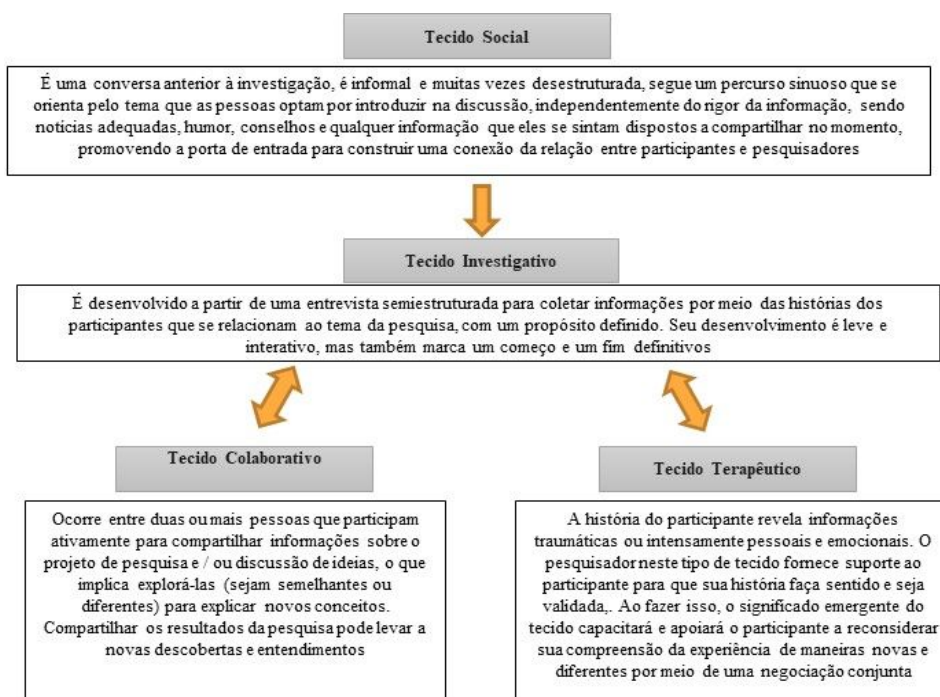 Tecido Social
É uma conversa anterior à investigação, é informal e muitas vezes desestruturada, segue um percurso sinuoso que se
orienta pelo tema que as pessoas optam por introduzir na discussão, independentemente do rigor da informação, sendo
notícias adequadas, humor, conselhos e qualquer informação que eles se sintam dispostos a compartilhar no momento,
promovendo a porta de entrada para construir uma conexão da relação entre participantes e pesquisadores
Tecido Investigativo
É desenvolvido a partir de uma entrevista semiestruturada para coletar informações por meio das histórias dos
participantes que se relacionam ao tema da pesquisa, com um propósito definido. Seu desenvolvimento é leve e
interativo, mas também marca um começo e um fim definitivos
Tecido Colaborativo
Ocorre entre duas ou mais pessoas que participam
ativamente para compartilhar informações sobre o
projeto de pesquisa e / ou discussão de ideias, o que
implica explorá-las (sejam semelhantes ou
diferentes) para explicar novos conceitos.
Compartilhar os resultados da pesquisa pode levar a
novas descobertas e entendimentos
Tecido Terapêutico
A história do participante revela informações
traumáticas ou intensamente pessoais e emocionais. O
pesquisador neste tipo de tecido fornece suporte ao
participante para que sua história faça sentido e seja
validada,. Ao fazer isso, o significado emergente do
tecido capacitará e apoiará o participante a reconsiderar
sua compreensão da experiência de maneiras novas e
diferentes por meio de uma negociação conjunta